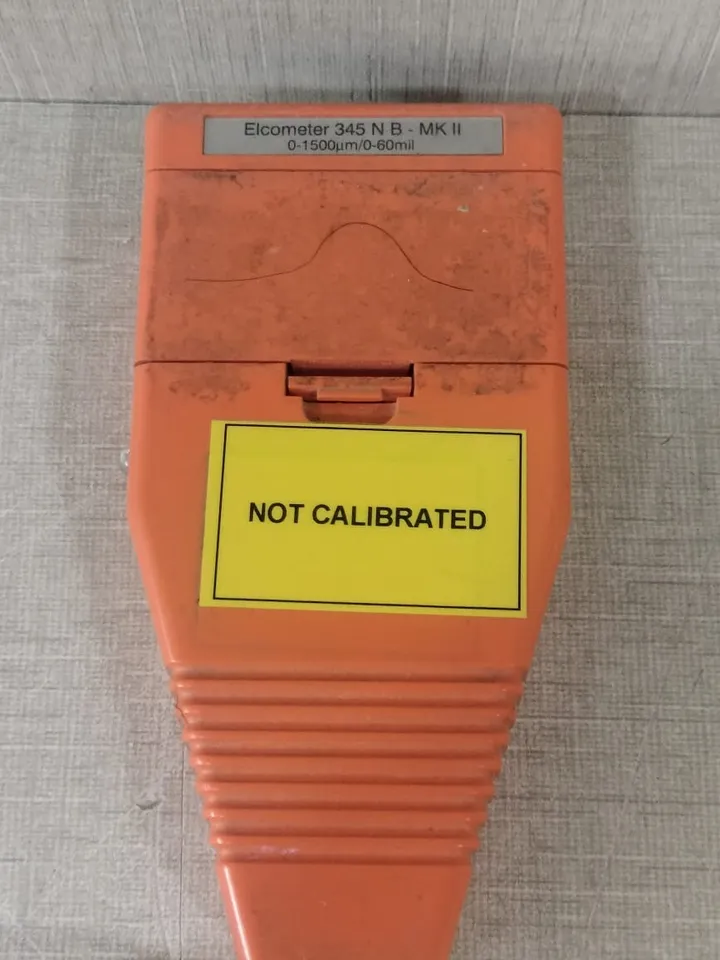 Elcometer 345 N B - MK II
0-1500µm/0-60mil
NOT CALIBRATED